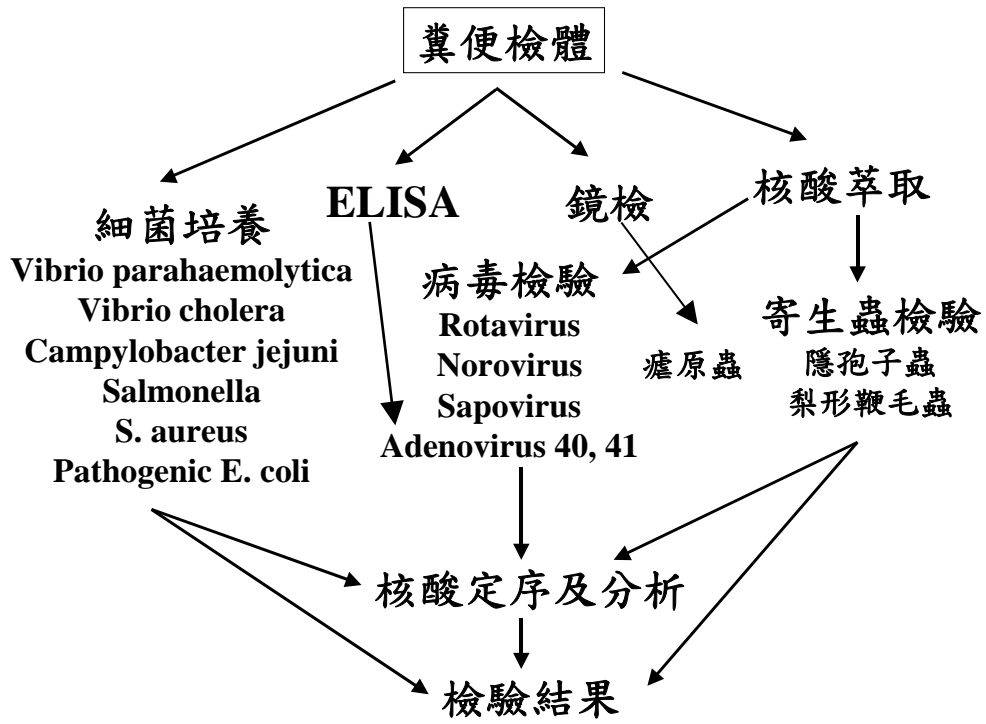 糞便檢體
細菌培養
Vibrio parahaemolytica
Vibrio cholera
Campylobacter jejuni
Salmonella
S. aureus
Pathogenic E. coli
ELISA
鏡檢
核酸萃取
病毒檢驗
Rotavirus
Norovirus
Sapovirus
Adenovirus 40, 41
瘧原蟲
寄生蟲檢驗
隱孢子蟲
梨形鞭毛蟲
核酸定序及分析
檢驗結果